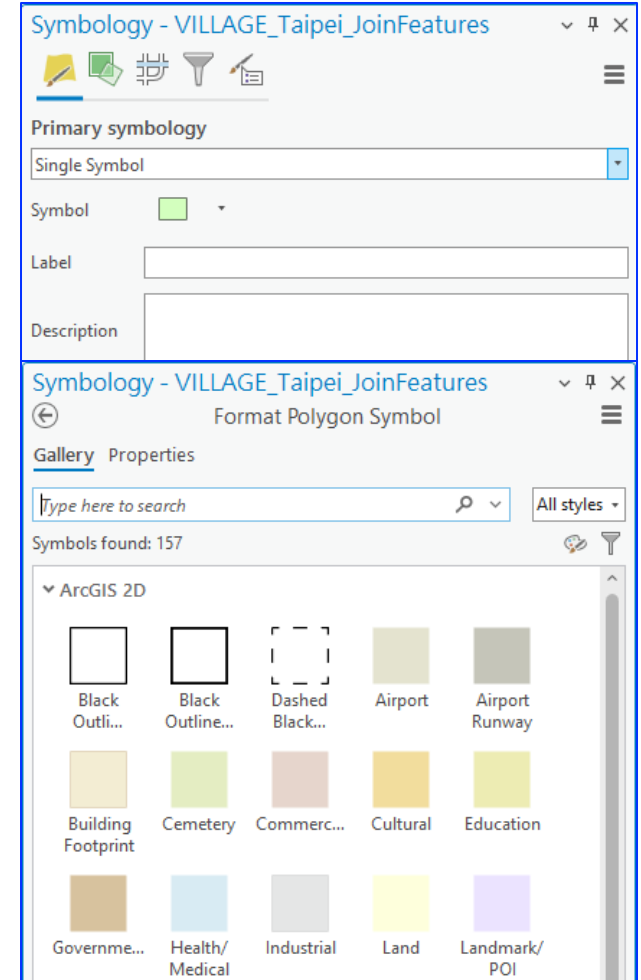 Symbology - VILLAGE_Taipei_JoinFeatures
Primary symbology
Single Symbol
Symbol
Label
Description
Symbology - VILLAGE_Taipei_JoinFeatures
Format Polygon Symbol
Gallery Properties
Type here to search
All styles
Symbols found: 157
ArcGIS 2D
Black Outli...
Black Outline...
Dashed Black...
Airport
Airport Runway
Building Footprint
Cemetery
Commerc...
Cultural
Education
Governme...
Health/ Medical
Industrial
Land
Landmark/ POI